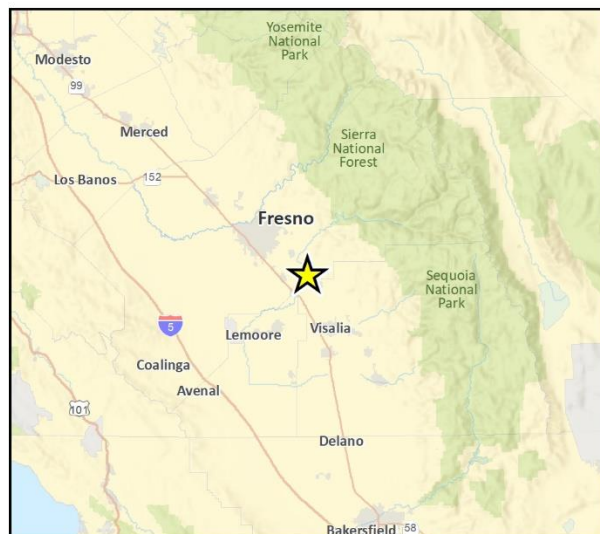 Yosemite
National
Park
Modesto
99
Merced
Sierra
National
Forest
Los Banos
152
Fresno
Sequoia
National
Park
5
Lemoore
Visalia
Coalinga
Avenal
101
Delano
Bakersfield
58